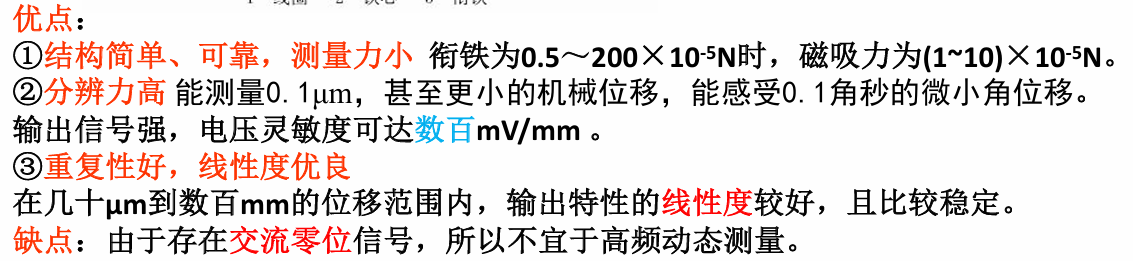 优点：
①结构简单、可靠，测量力小 衔铁为0.5～200×10-5N时，磁吸力为(1~10)×10-5N。
②分辨力高 能测量0.1μm，甚至更小的机械位移，能感受0.1角秒的微小角位移。
输出信号强，电压灵敏度可达数百mV/mm 。
③重复性好，线性度优良
在几十μm到数百mm的位移范围内，输出特性的线性度较好，且比较稳定。
缺点：由于存在交流零位信号，所以不宜于高频动态测量。